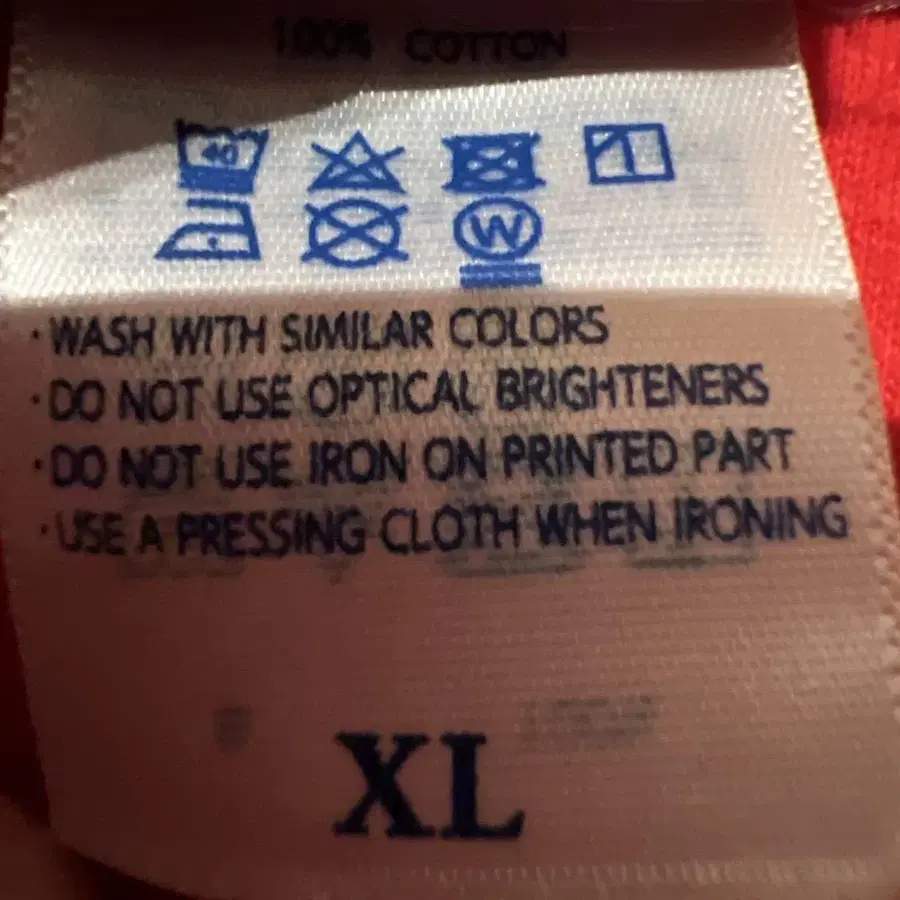 100% COTTON
40
W
·WASH WITH SIMILAR COLORS
·DO NOT USE OPTICAL BRIGHTENERS
·DO NOT USE IRON ON PRINTED PART
·USE A PRESSING CLOTH WHEN IRONING
XL